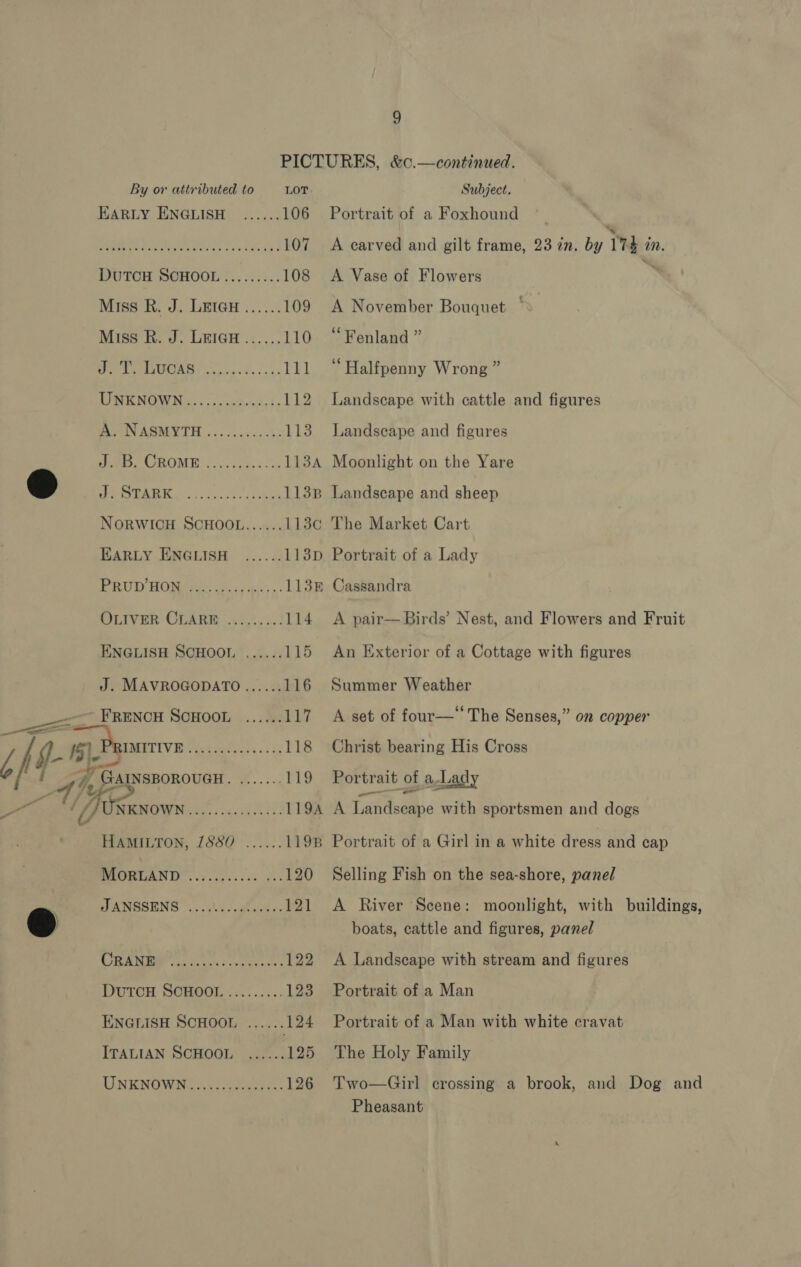 9
PICTURES, &c.—continued.
By or attributed to LOT Subject.
EARLY ENGLISH ...... 106 Portrait of a Foxhound
........................ 107 A carved and gilt frame, 23 in. by 17½ in.
DUTCH SCHOOL ......... 108 A Vase of Flowers
MISS R. J. LEIGH ...... 109 A November Bouquet
MISS R. J. LEIGH ...... 110 “Fenland”
J. T. LUCAS ............ 111 “Halfpenny Wrong”
UNKNOWN ............... 112 Landscape with cattle and figures
A. NASMYTH ............ 113 Landscape and figures
J. B. CROME ............ 113A Moonlight on the Yare
J. STARK ............... 113B Landscape and sheep
NORWICH SCHOOL ...... 113C The Market Cart
EARLY ENGLISH ...... 113D Portrait of a Lady
PRUD’HON ............... 113E Cassandra
OLIVER CLARE ......... 114 A pair—Birds’ Nest, and Flowers and Fruit
ENGLISH SCHOOL ...... 115 An Exterior of a Cottage with figures
J. MAVROGODATO ...... 116 Summer Weather
FRENCH SCHOOL ...... 117 A set of four—“The Senses,” on copper
PRIMITIVE ............... 118 Christ bearing His Cross
GAINSBOROUGH. ....... 119 Portrait of a Lady
UNKNOWN ............... 119A A Landscape with sportsmen and dogs
HAMILTON, 1880 ...... 119B Portrait of a Girl in a white dress and cap
MORLAND ............... 120 Selling Fish on the sea-shore, panel
JANSSENS ............... 121 A River Scene: moonlight, with buildings,
boats, cattle and figures, panel
CRANE .................. 122 A Landscape with stream and figures
DUTCH SCHOOL ......... 123 Portrait of a Man
ENGLISH SCHOOL ...... 124 Portrait of a Man with white cravat
ITALIAN SCHOOL ...... 125 The Holy Family
UNKNOWN ............... 126 Two—Girl crossing a brook, and Dog and
Pheasant